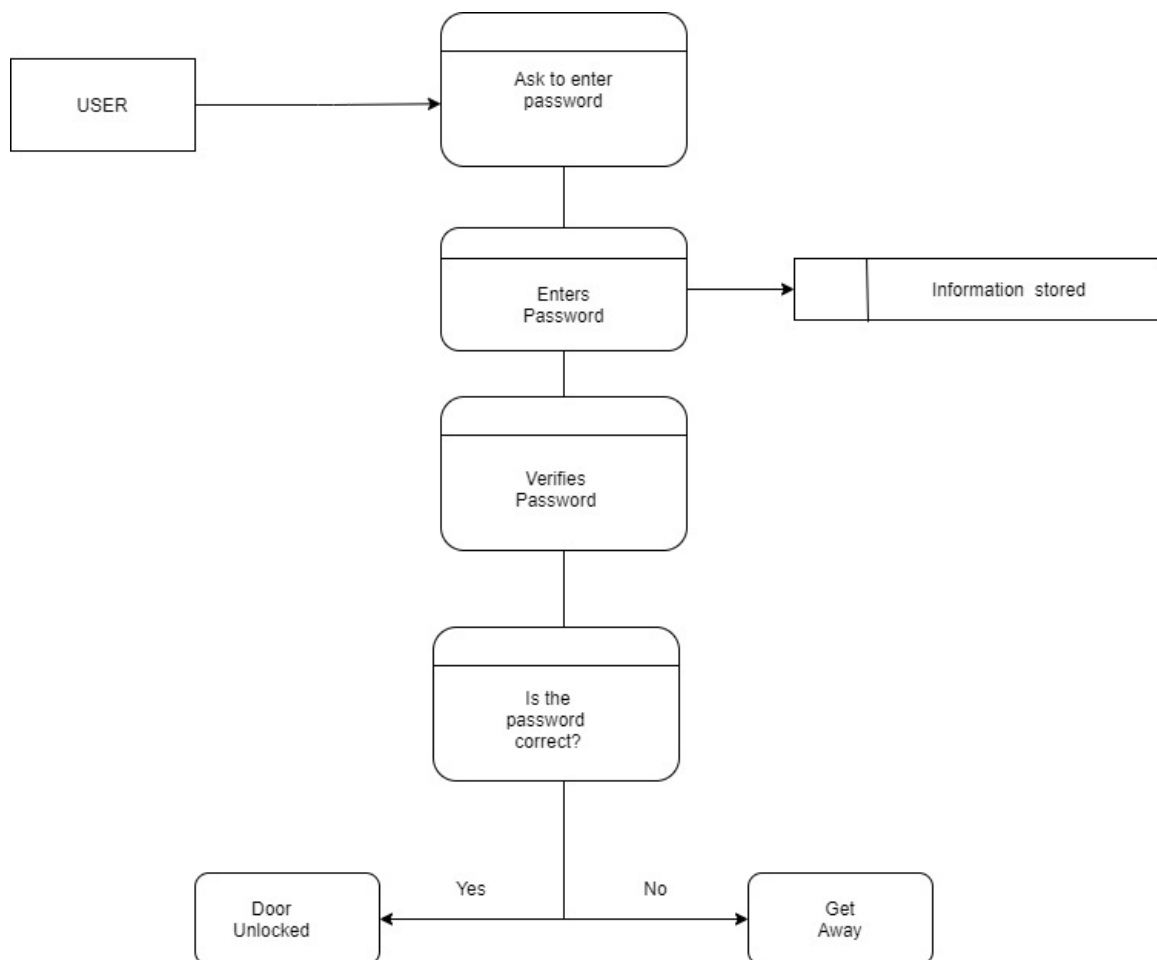 Ask to enter
password
USER
Enters
Password
Information stored
Verifies
Password
Is the
password
correct?
Yes
No
Door
Unlocked
Get
Away